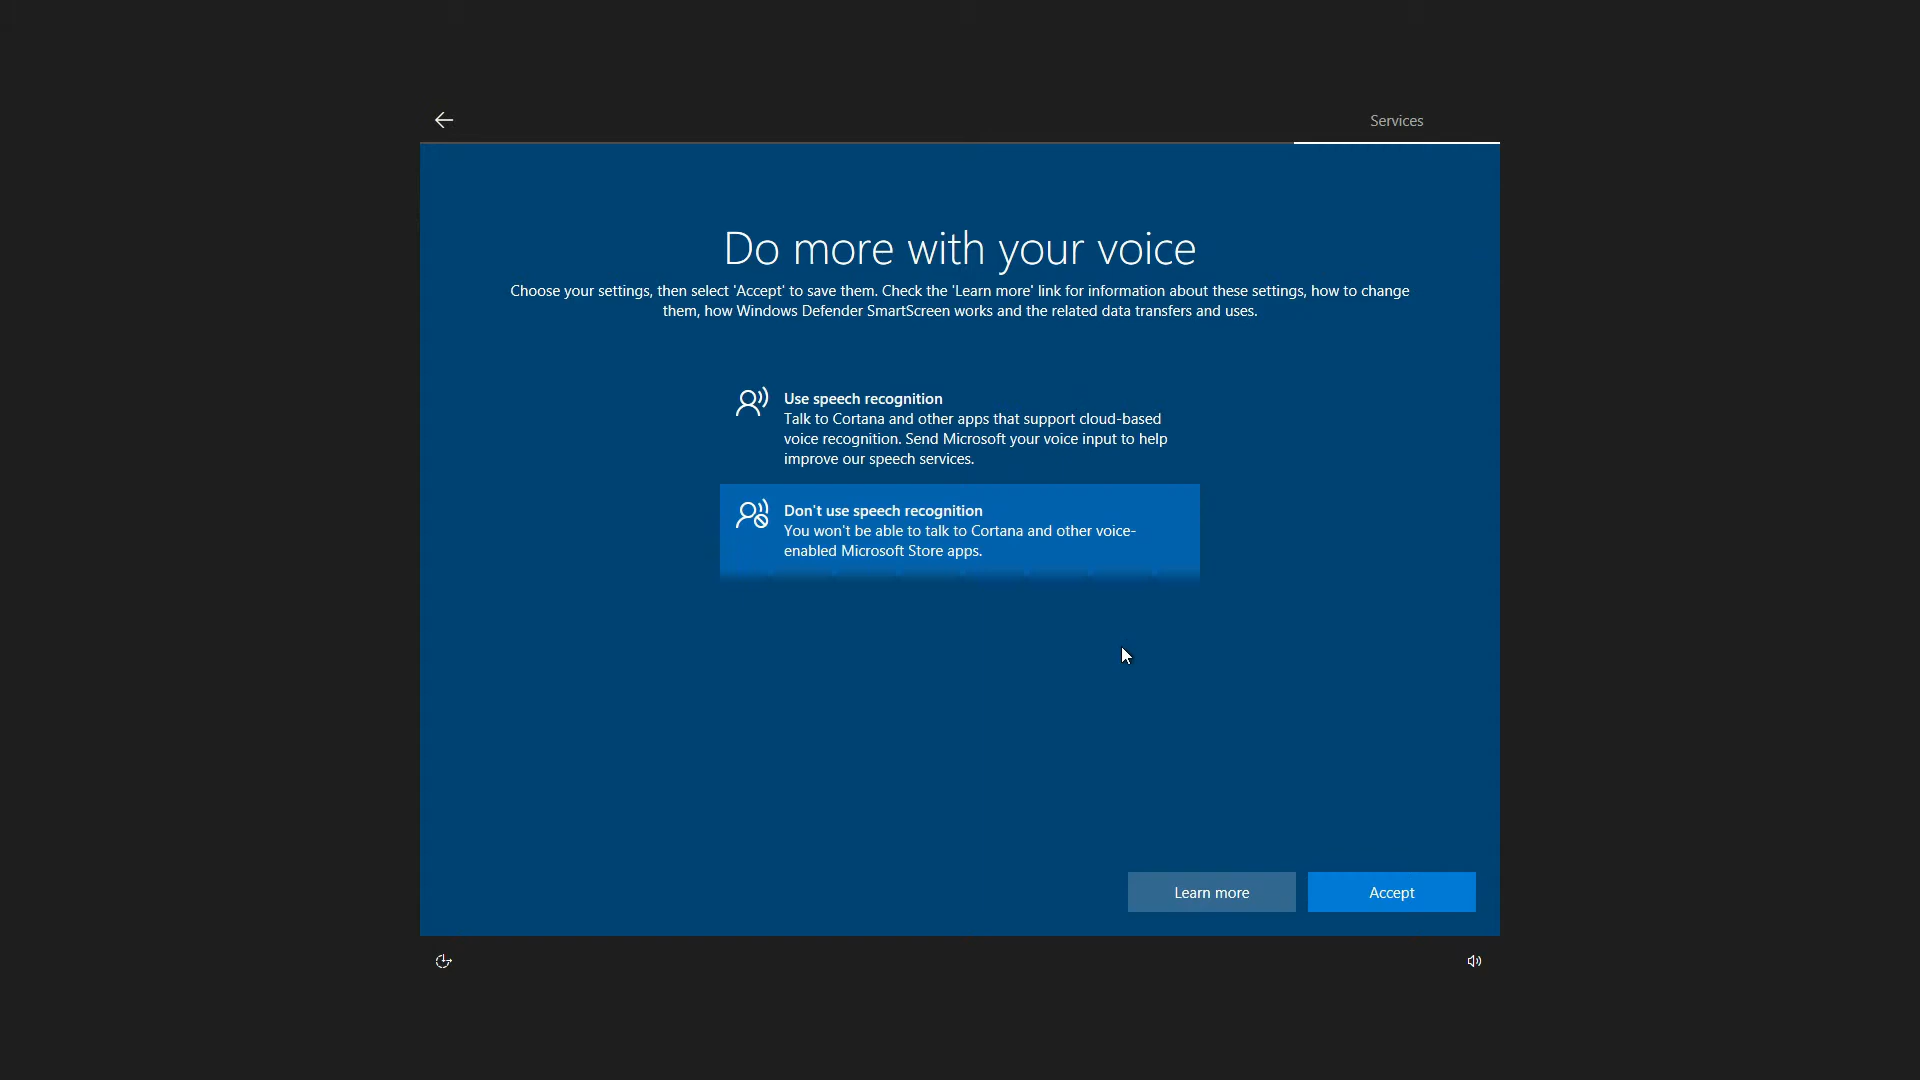 Services
Do more with your voice
Choose your settings, then select 'Accept' to save them. Check the 'Learn more' link for information about these settings, how to change
them, how Windows Defender SmartScreen works and the related data transfers and uses.
Use speech recognition
Talk to Cortana and other apps that support cloud-based
voice recognition. Send Microsoft your voice input to help
improve our speech services.
Don't use speech recognition
You won't be able to talk to Cortana and other voice-
enabled Microsoft Store apps.
Learn more
Accept